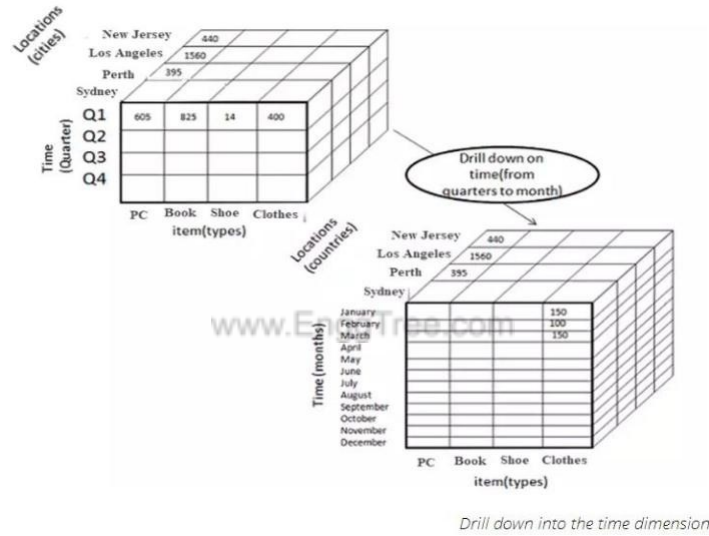 Locations
(cities)
New Jersey 440
Los Angeles 1560
Perth 395
Sydney
Time
(Quarter)
Q1 605 825 14 400
Q2
Q3
Q4
PC Book Shoe Clothes
item(types)
Drill down on
time(from
quarters to month)
Locations
(countries)
New Jersey 440
Los Angeles 1560
Perth 395
Sydney
Time (months)
January 150
February 100
March 150
April
May
June
July
August
September
October
November
December
www.EnggTree.com
PC Book Shoe Clothes
item(types)
Drill down into the time dimension